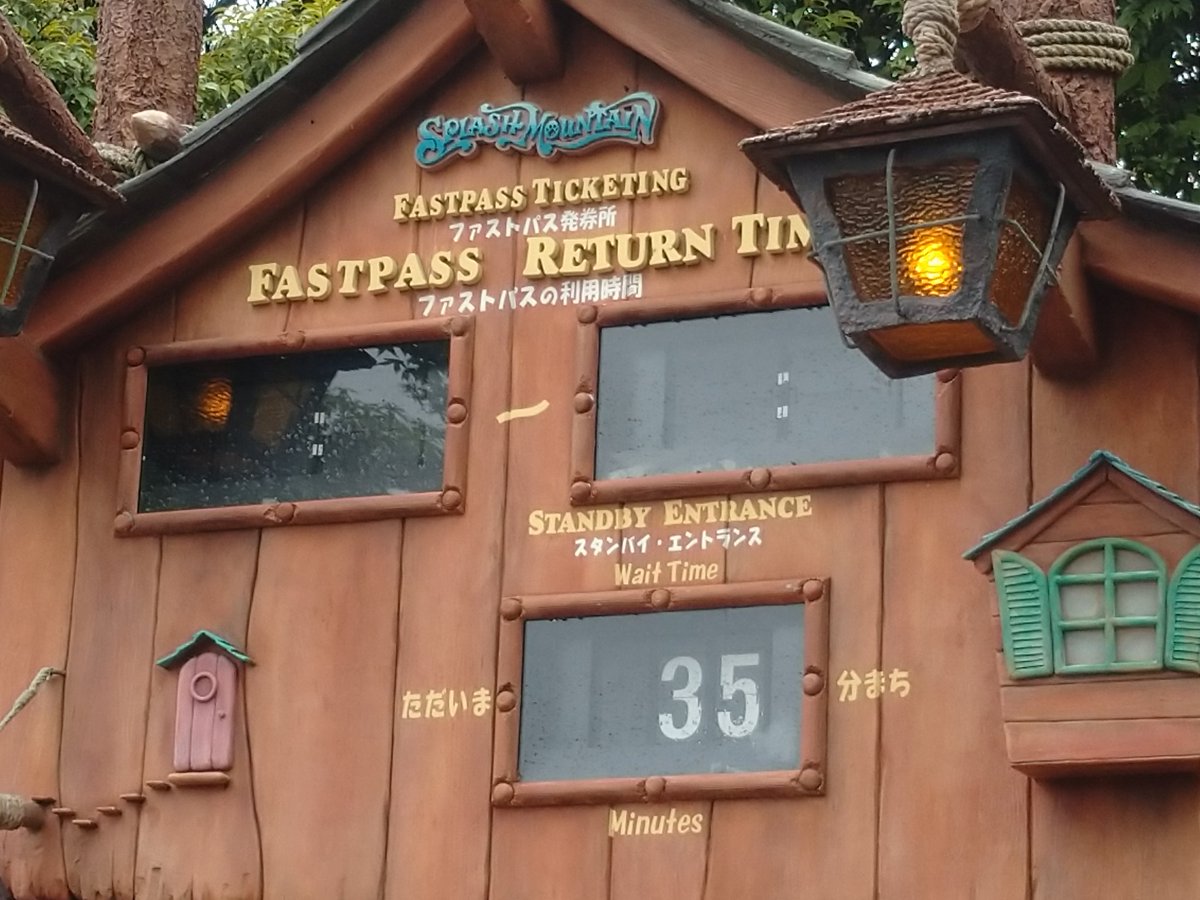 SPLASH MOUNTAIN
FASTPASS TICKETING
ファストパス発券所
FASTPASS RETURN TIM
ファストパスの利用時間
:
:
STANDBY ENTRANCE
スタンバイ・エントランス
Wait Time
ただいま 35 分まち
Minutes